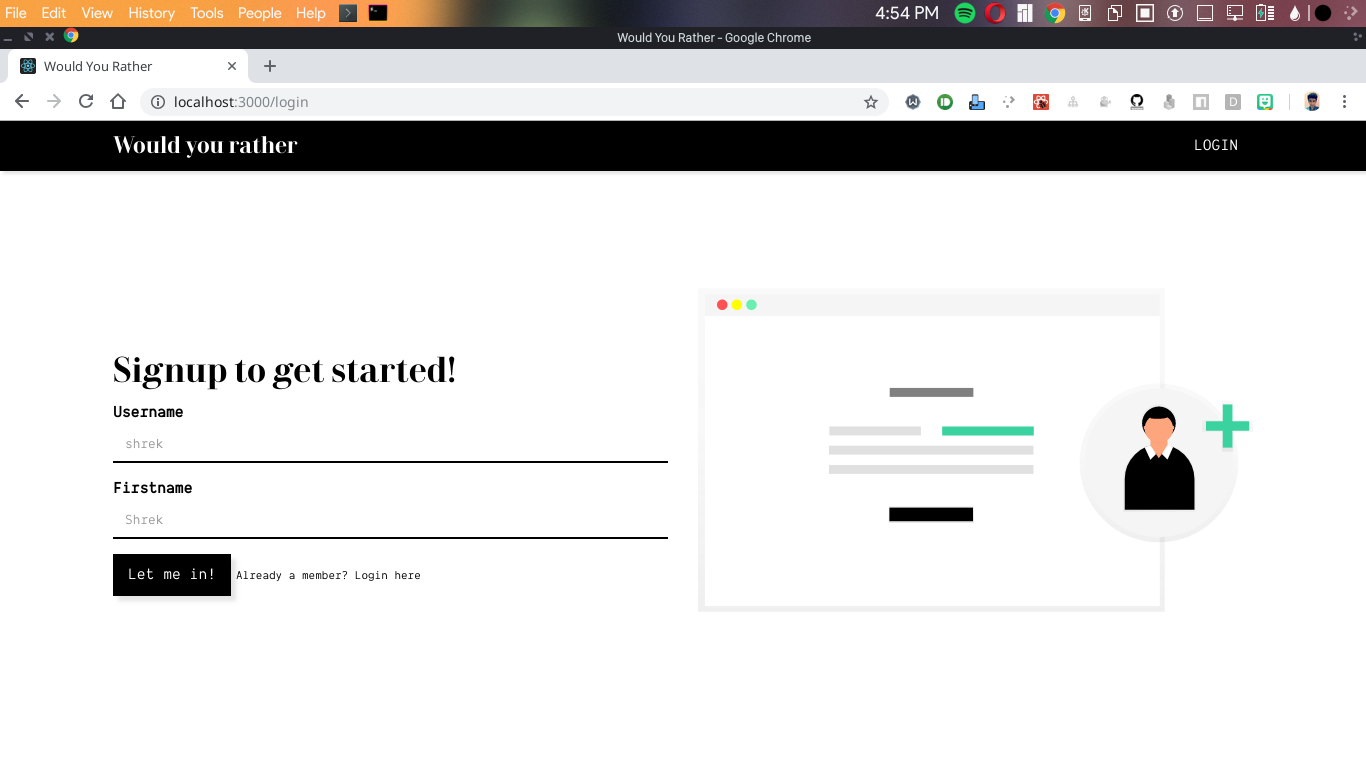 File Edit View History Tools People Help 4:54 PM
Would You Rather - Google Chrome
Would You Rather
localhost:3000/login
Would you rather LOGIN
Signup to get started!
Username
shrek
Firstname
Shrek
Let me in! Already a member? Login here